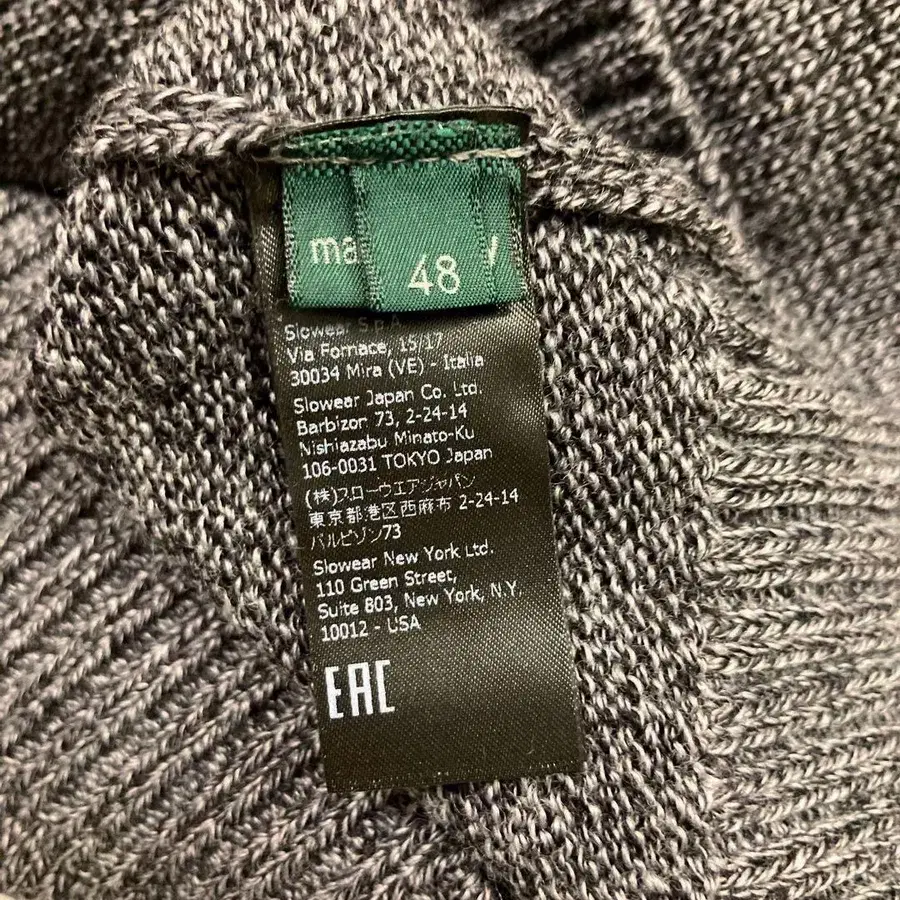 ma
48
Slowear S.P.A.
Via Fornace, 15/17
30034 Mira (VE) - Italia
Slowear Japan Co. Ltd.
Barbizon 73, 2-24-14
Nishiazabu Minato-Ku
106-0031 TOKYO Japan
(株)スローウエアジャパン
東京都港区西麻布 2-24-14
バルビゾン73
Slowear New York Ltd.
110 Green Street,
Suite 803, New York, N.Y.
10012 - USA
EAC